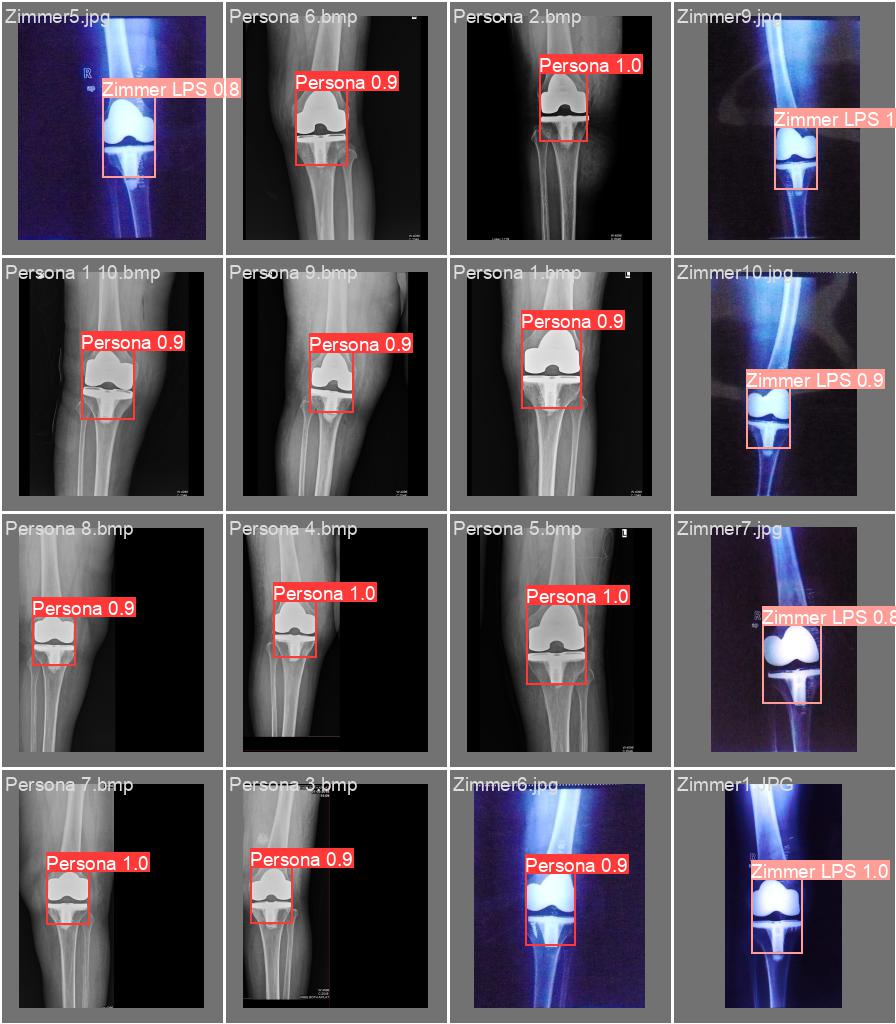 Zimmer5.jpg
Zimmer LPS 0.8
R
Persona 6.bmp
Persona 0.9
Persona 2.bmp
Persona 1.0
Zimmer9.jpg
Zimmer LPS 1
Persona 1 10.bmp
Persona 0.9
Persona 9.bmp
Persona 0.9
Persona 1.bmp
Persona 0.9
L
Zimmer10.jpg
Zimmer LPS 0.9
Persona 8.bmp
Persona 0.9
Persona 4.bmp
Persona 1.0
Persona 5.bmp
Persona 1.0
L
Zimmer7.jpg
R
Zimmer LPS 0.8
Persona 7.bmp
Persona 1.0
Persona 3.bmp
Persona 0.9
Zimmer6.jpg
Persona 0.9
Zimmer1.JPG
R
Zimmer LPS 1.0